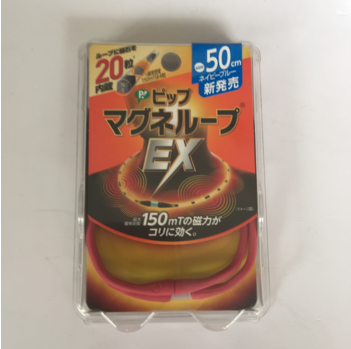 ループに磁石を
20粒
内蔵
50cm
ネイビーブルー
新発売
ピップ
マグネループ®
EX
150mTの磁力が
コリに効く。